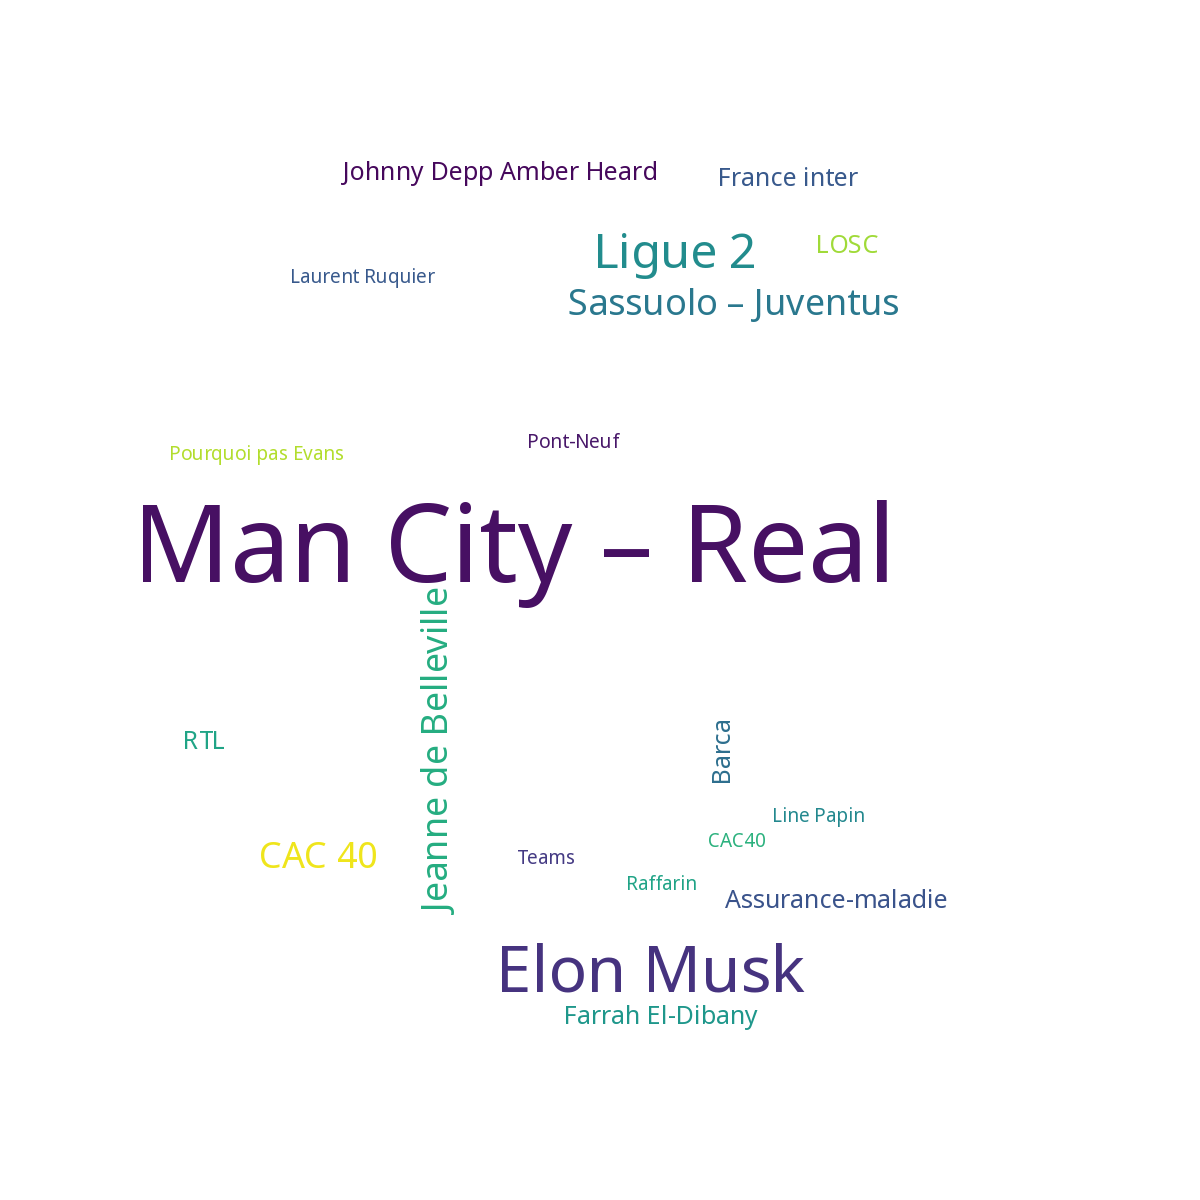 Johnny Depp Amber Heard
France inter
Ligue 2
LOSC
Laurent Ruquier
Sassuolo – Juventus
Pourquoi pas Evans
Pont-Neuf
Man City – Real
Jeanne de Belleville
RTL
Barca
Line Papin
CAC40
CAC 40
Teams
Raffarin
Assurance-maladie
Elon Musk
Farrah El-Dibany